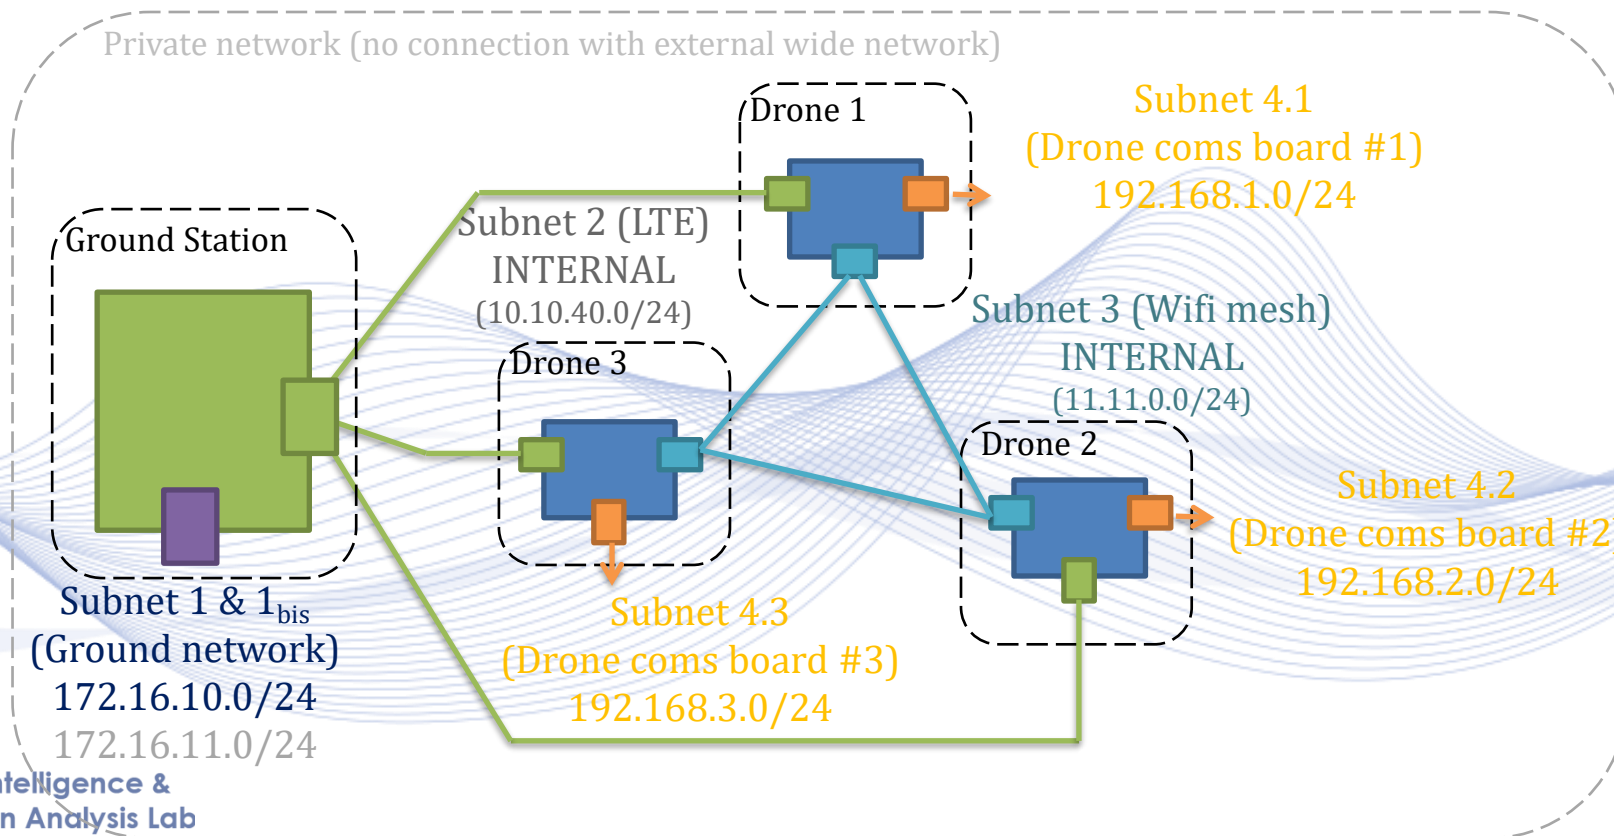 Private network (no connection with external wide network)
Drone 1
Subnet 4.1
(Drone coms board #1)
192.168.1.0/24
Ground Station
Subnet 2 (LTE)
INTERNAL
(10.10.40.0/24)
Subnet 3 (Wifi mesh)
INTERNAL
(11.11.0.0/24)
Drone 3
Drone 2
Subnet 4.2
(Drone coms board #2
192.168.2.0/24
Subnet 1 & 1bis
(Ground network)
172.16.10.0/24
172.16.11.0/24
Subnet 4.3
(Drone coms board #3)
192.168.3.0/24
ntelligence &
n Analysis Lab